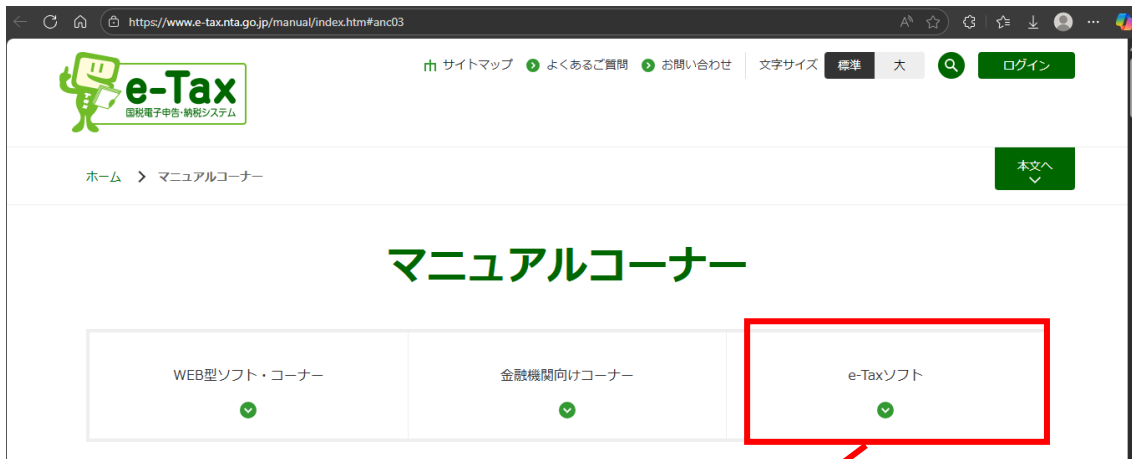 https://www.e-tax.nta.go.jp/manual/index.htm#anc03
サイトマップ よくあるご質問 お問い合わせ 文字サイズ 標準 大 ログイン
e-Tax
国税電子申告・納税システム
ホーム > マニュアルコーナー
本文へ
マニュアルコーナー
WEB型ソフト・コーナー 金融機関向けコーナー e-Taxソフト